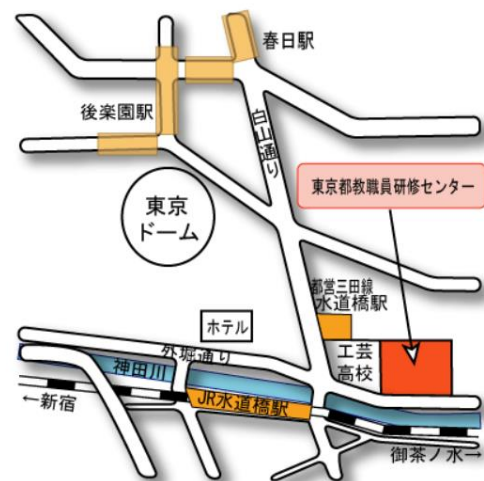 春日駅
後楽園駅
白山通り
東京都教職員研修センター
東京
ドーム
都営三田線
水道橋駅
ホテル
工芸
高校
外堀通り
神田川
JR水道橋駅
←新宿
御茶ノ水→